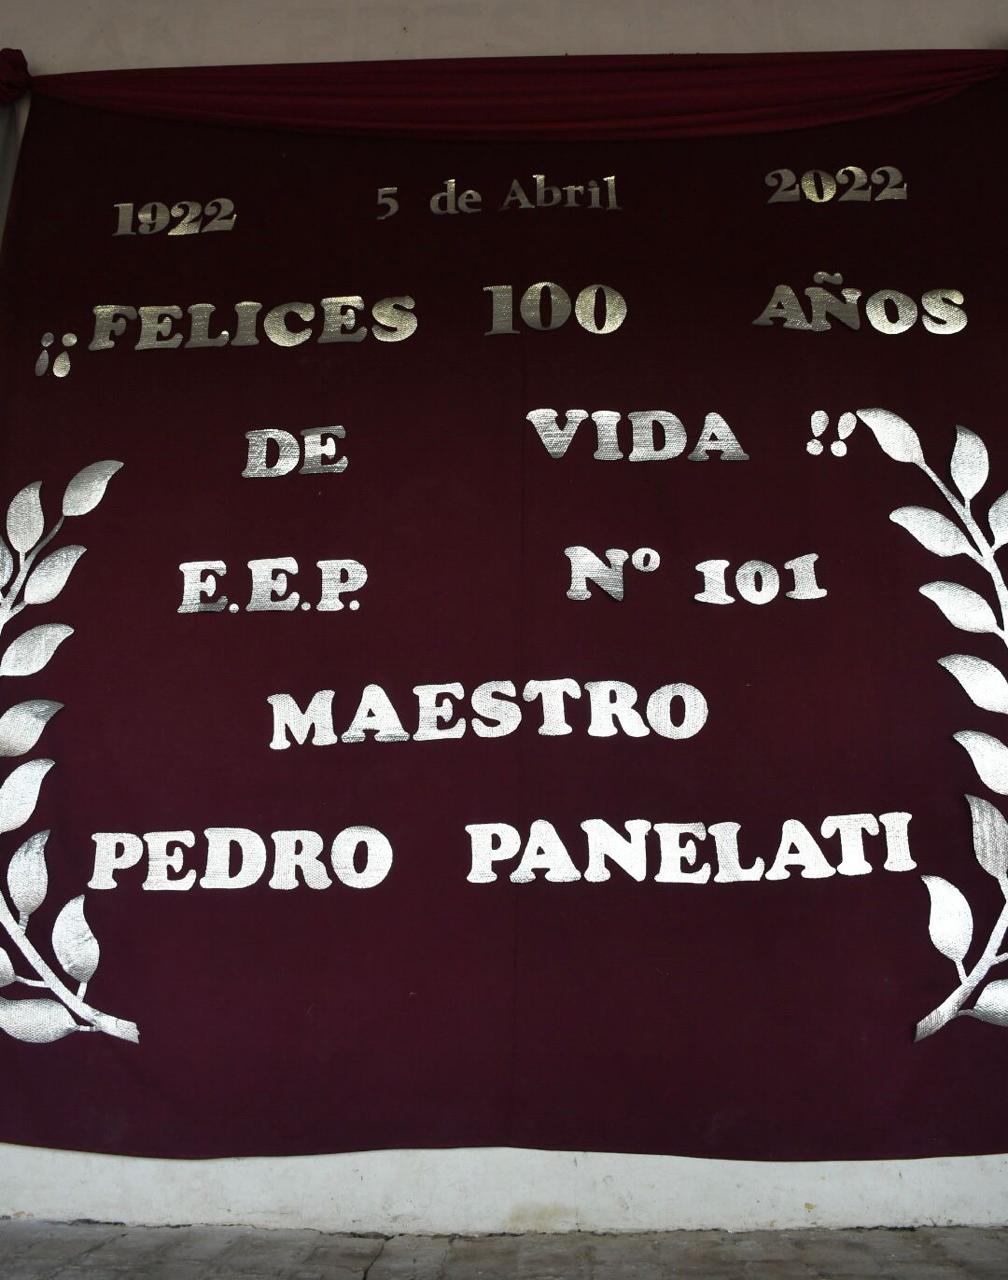 1922 5 de Abril 2022
¡¡FELICES 100 AÑOS
DE VIDA !!
E.E.P. Nº 101
MAESTRO
PEDRO PANELATI